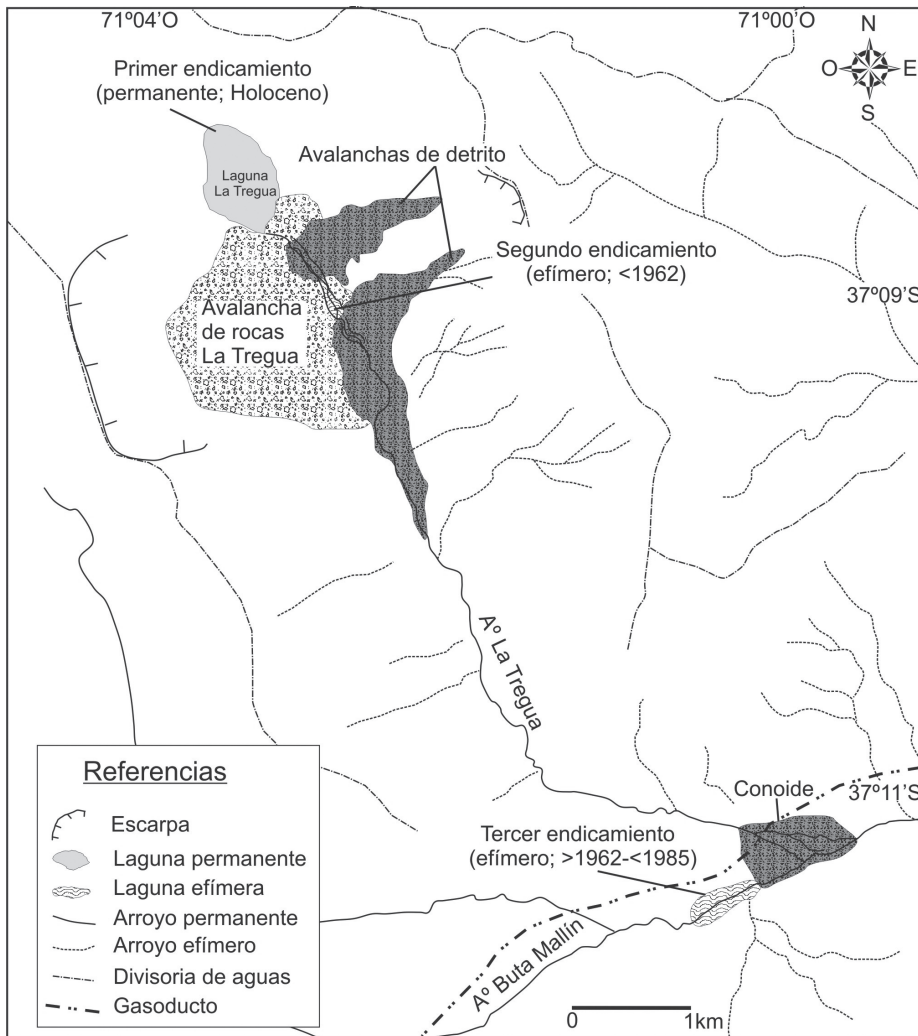 71º04'O
71º00'O
N
O
E
S
Primer endicamiento
(permanente; Holoceno)
Avalanchas de detrito
Laguna
La Tregua
Segundo endicamiento
(efímero; <1962)
37º09'S
Avalancha
de rocas
La Tregua
Aº La Tregua
Conoide
37º11'S
Tercer endicamiento
(efímero; >1962-<1985)
Aº Buta Mallín
Referencias
Escarpa
Laguna permanente
Laguna efímera
Arroyo permanente
Arroyo efímero
Divisoria de aguas
Gasoducto
0
1km